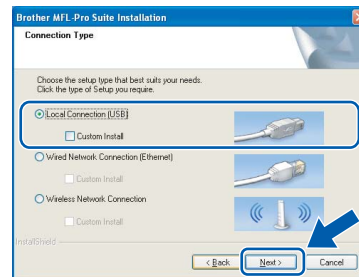 Brother MFL-Pro Suite Installation
Connection Type
Choose the setup type that best suits your needs.
Click the type of Setup you require.
Local Connection (USB)
Custom Install
Wired Network Connection (Ethernet)
Custom Install
Wireless Network Connection
Custom Install
InstallShield
< Back Next > Cancel